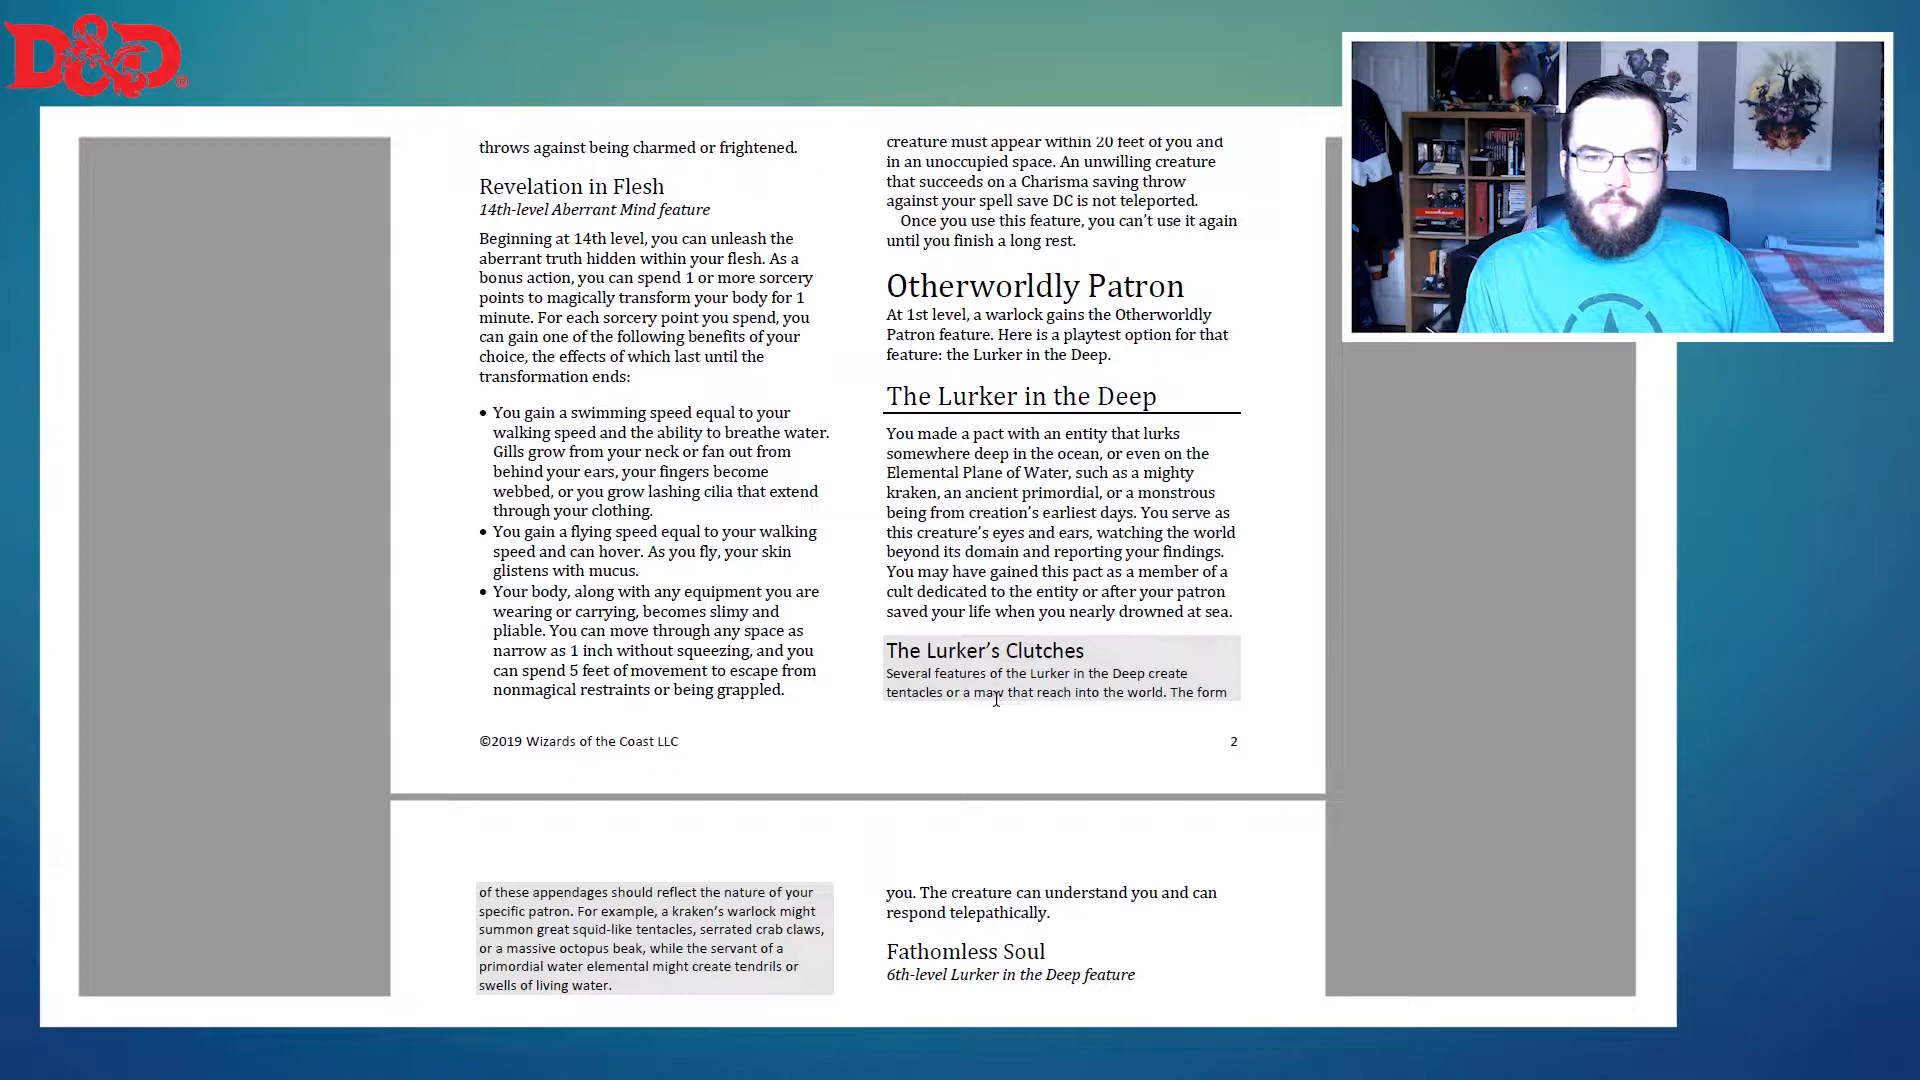 D&D®
throws against being charmed or frightened.
Revelation in Flesh
14th-level Aberrant Mind feature
Beginning at 14th level, you can unleash the
aberrant truth hidden within your flesh. As a
bonus action, you can spend 1 or more sorcery
points to magically transform your body for 1
minute. For each sorcery point you spend, you
can gain one of the following benefits of your
choice, the effects of which last until the
transformation ends:
• You gain a swimming speed equal to your
walking speed and the ability to breathe water.
Gills grow from your neck or fan out from
behind your ears, your fingers become
webbed, or you grow lashing cilia that extend
through your clothing.
• You gain a flying speed equal to your walking
speed and can hover. As you fly, your skin
glistens with mucus.
• Your body, along with any equipment you are
wearing or carrying, becomes slimy and
pliable. You can move through any space as
narrow as 1 inch without squeezing, and you
can spend 5 feet of movement to escape from
nonmagical restraints or being grappled.
creature must appear within 20 feet of you and
in an unoccupied space. An unwilling creature
that succeeds on a Charisma saving throw
against your spell save DC is not teleported.
Once you use this feature, you can’t use it again
until you finish a long rest.
Otherworldly Patron
At 1st level, a warlock gains the Otherworldly
Patron feature. Here is a playtest option for that
feature: the Lurker in the Deep.
The Lurker in the Deep
You made a pact with an entity that lurks
somewhere deep in the ocean, or even on the
Elemental Plane of Water, such as a mighty
kraken, an ancient primordial, or a monstrous
being from creation’s earliest days. You serve as
this creature’s eyes and ears, watching the world
beyond its domain and reporting your findings.
You may have gained this pact as a member of a
cult dedicated to the entity or after your patron
saved your life when you nearly drowned at sea.
The Lurker’s Clutches
Several features of the Lurker in the Deep create
tentacles or a maw that reach into the world. The form
©2019 Wizards of the Coast LLC
2
of these appendages should reflect the nature of your
specific patron. For example, a kraken’s warlock might
summon great squid-like tentacles, serrated crab claws,
or a massive octopus beak, while the servant of a
primordial water elemental might create tendrils or
swells of living water.
you. The creature can understand you and can
respond telepathically.
Fathomless Soul
6th-level Lurker in the Deep feature